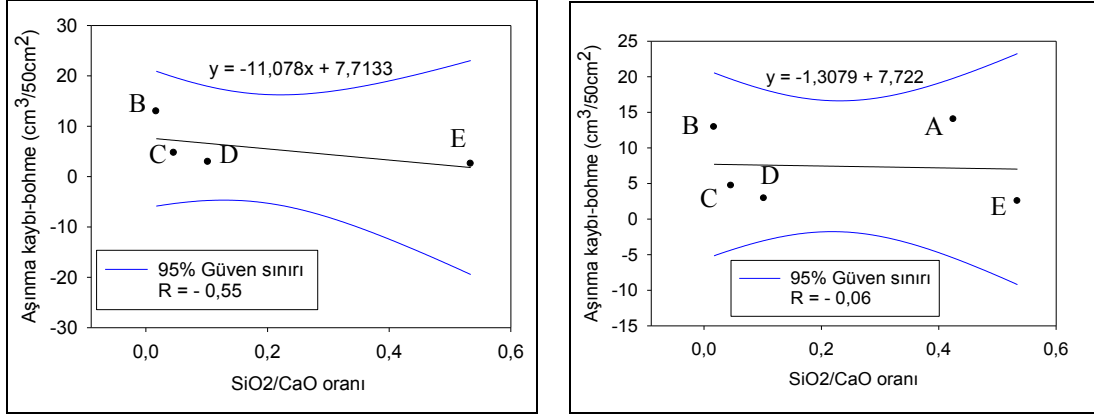 Aşınma kaybı-bohme (cm³/50cm²)
30
20
10
0
-10
-20
-30
y = -11,078x + 7,7133
B
C
D
E
95% Güven sınırı
R = - 0,55
0,0 0,2 0,4 0,6
SiO2/CaO oranı
Aşınma kaybı-bohme (cm³/50cm²)
25
20
15
10
5
0
-5
-10
-15
y = -1,3079 + 7,722
B
A
C
D
E
95% Güven sınırı
R = - 0,06
0,0 0,2 0,4 0,6
SiO2/CaO oranı